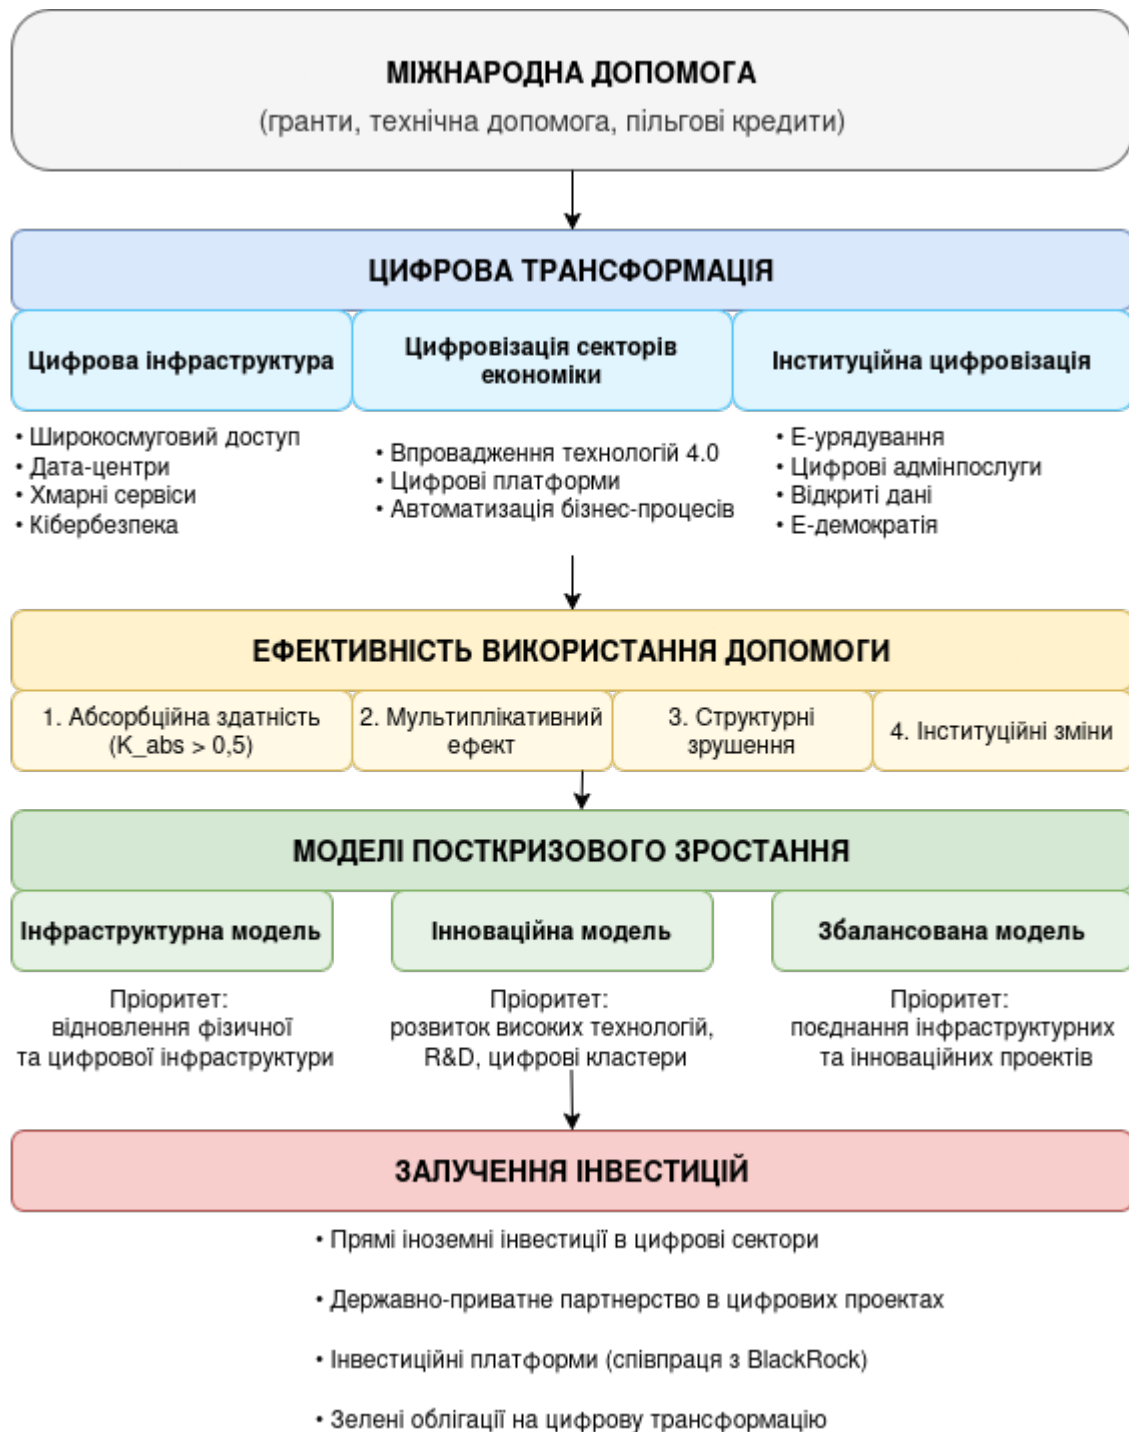 МІЖНАРОДНА ДОПОМОГА
(гранти, технічна допомога, пільгові кредити)
ЦИФРОВА ТРАНСФОРМАЦІЯ
Цифрова інфраструктура
• Широкосмуговий доступ
• Дата-центри
• Хмарні сервіси
• Кібербезпека
Цифровізація секторів
економіки
• Впровадження технологій 4.0
• Цифрові платформи
• Автоматизація бізнес-процесів
Інституційна цифровізація
• Е-урядування
• Цифрові адмінпослуги
• Відкриті дані
• Е-демократія
ЕФЕКТИВНІСТЬ ВИКОРИСТАННЯ ДОПОМОГИ
1. Абсорбційна здатність
(K_abs > 0,5)
2. Мультиплікативний
ефект
3. Структурні
зрушення
4. Інституційні зміни
МОДЕЛІ ПОСТКРИЗОВОГО ЗРОСТАННЯ
Інфраструктурна модель
Пріоритет:
відновлення фізичної
та цифрової інфраструктури
Інноваційна модель
Пріоритет:
розвиток високих технологій,
R&D, цифрові кластери
Збалансована модель
Пріоритет:
поєднання інфраструктурних
та інноваційних проектів
ЗАЛУЧЕННЯ ІНВЕСТИЦІЙ
• Прямі іноземні інвестиції в цифрові сектори
• Державно-приватне партнерство в цифрових проектах
• Інвестиційні платформи (співпраця з BlackRock)
• Зелені облігації на цифрову трансформацію